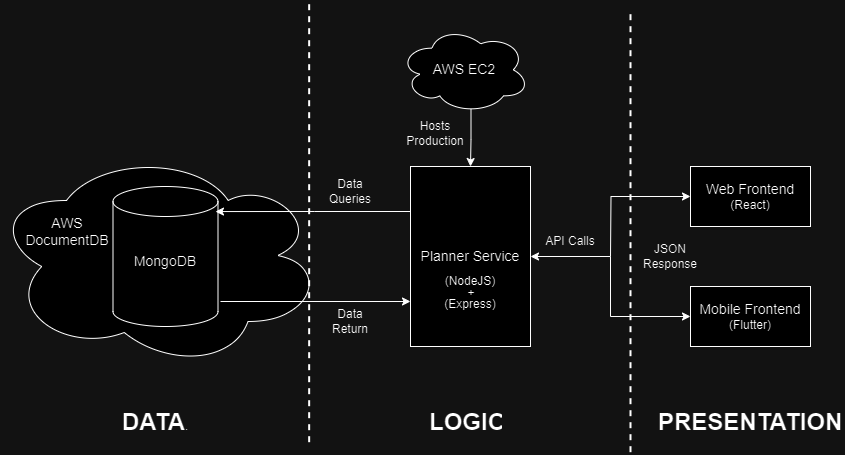 AWS EC2
Hosts
Production
Data
Queries
AWS
DocumentDB
MongoDB
Planner Service
(NodeJS)
+
(Express)
Data
Return
API Calls
JSON
Response
Web Frontend
(React)
Mobile Frontend
(Flutter)
DATA
LOGIC
PRESENTATION